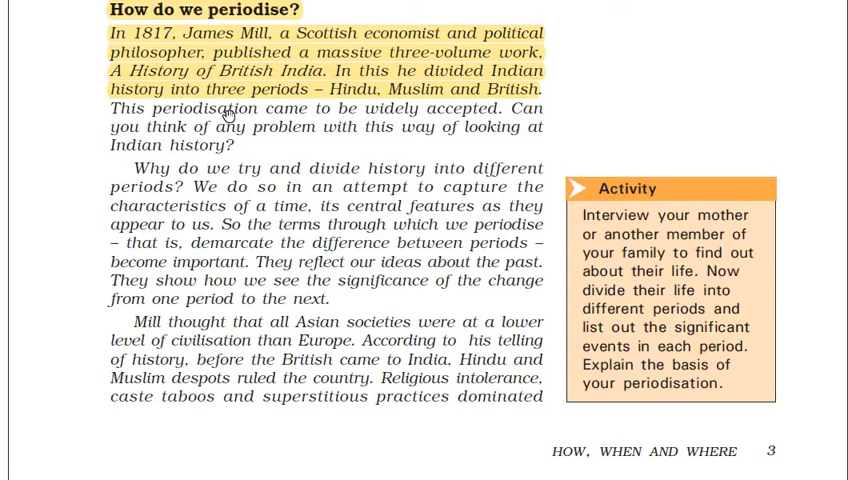 How do we periodise?
In 1817, James Mill, a Scottish economist and political
philosopher, published a massive three-volume work,
A History of British India. In this he divided Indian
history into three periods – Hindu, Muslim and British.
This periodisation came to be widely accepted. Can
you think of any problem with this way of looking at
Indian history?
Why do we try and divide history into different
periods? We do so in an attempt to capture the
characteristics of a time, its central features as they
appear to us. So the terms through which we periodise
– that is, demarcate the difference between periods –
become important. They reflect our ideas about the past.
They show how we see the significance of the change
from one period to the next.
Mill thought that all Asian societies were at a lower
level of civilisation than Europe. According to his telling
of history, before the British came to India, Hindu and
Muslim despots ruled the country. Religious intolerance,
caste taboos and superstitious practices dominated
Activity
Interview your mother
or another member of
your family to find out
about their life. Now
divide their life into
different periods and
list out the significant
events in each period.
Explain the basis of
your periodisation.
HOW, WHEN AND WHERE 3